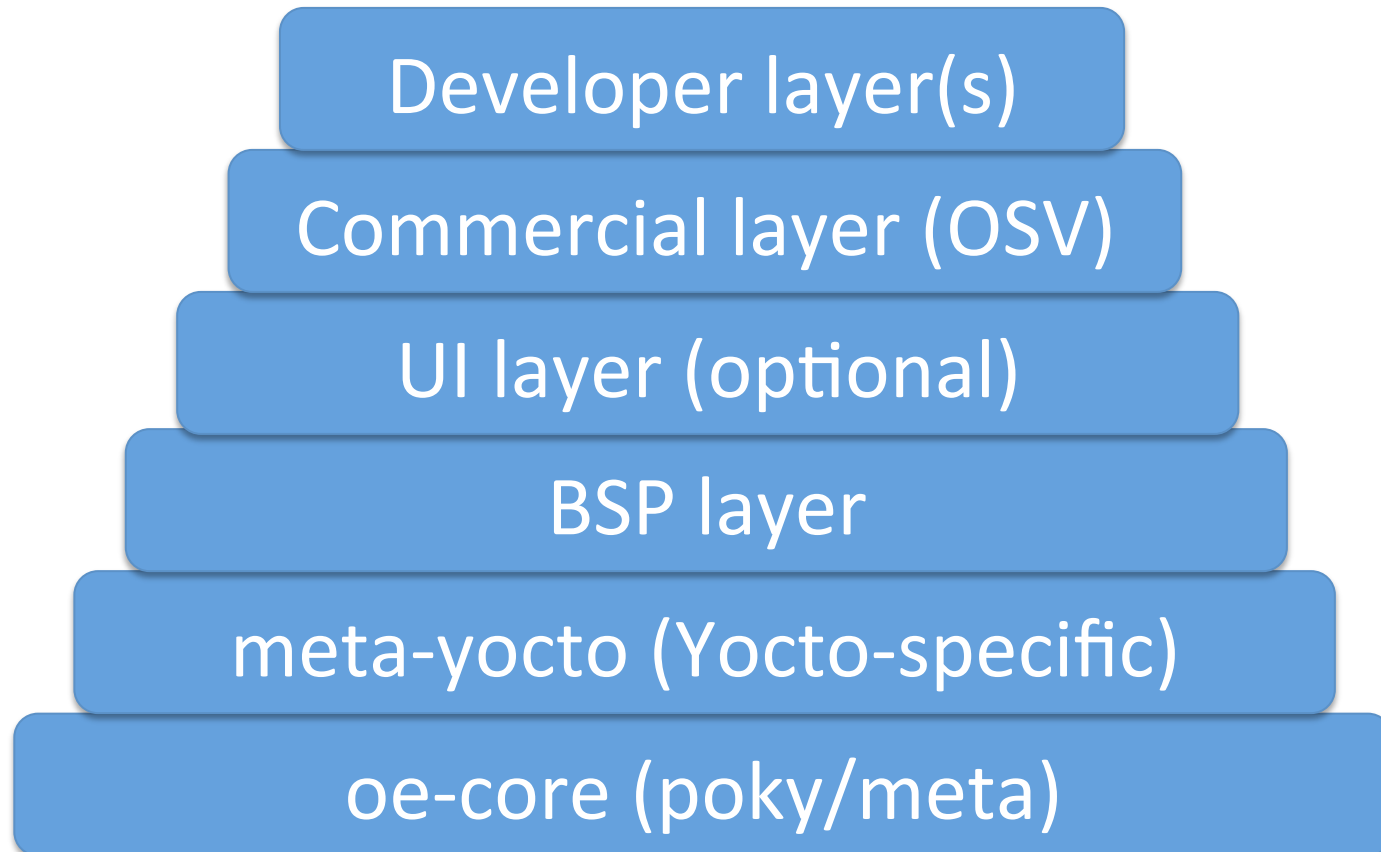 Developer layer(s)
Commercial layer (OSV)
UI layer (optional)
BSP layer
meta-yocto (Yocto-specific)
oe-core (poky/meta)